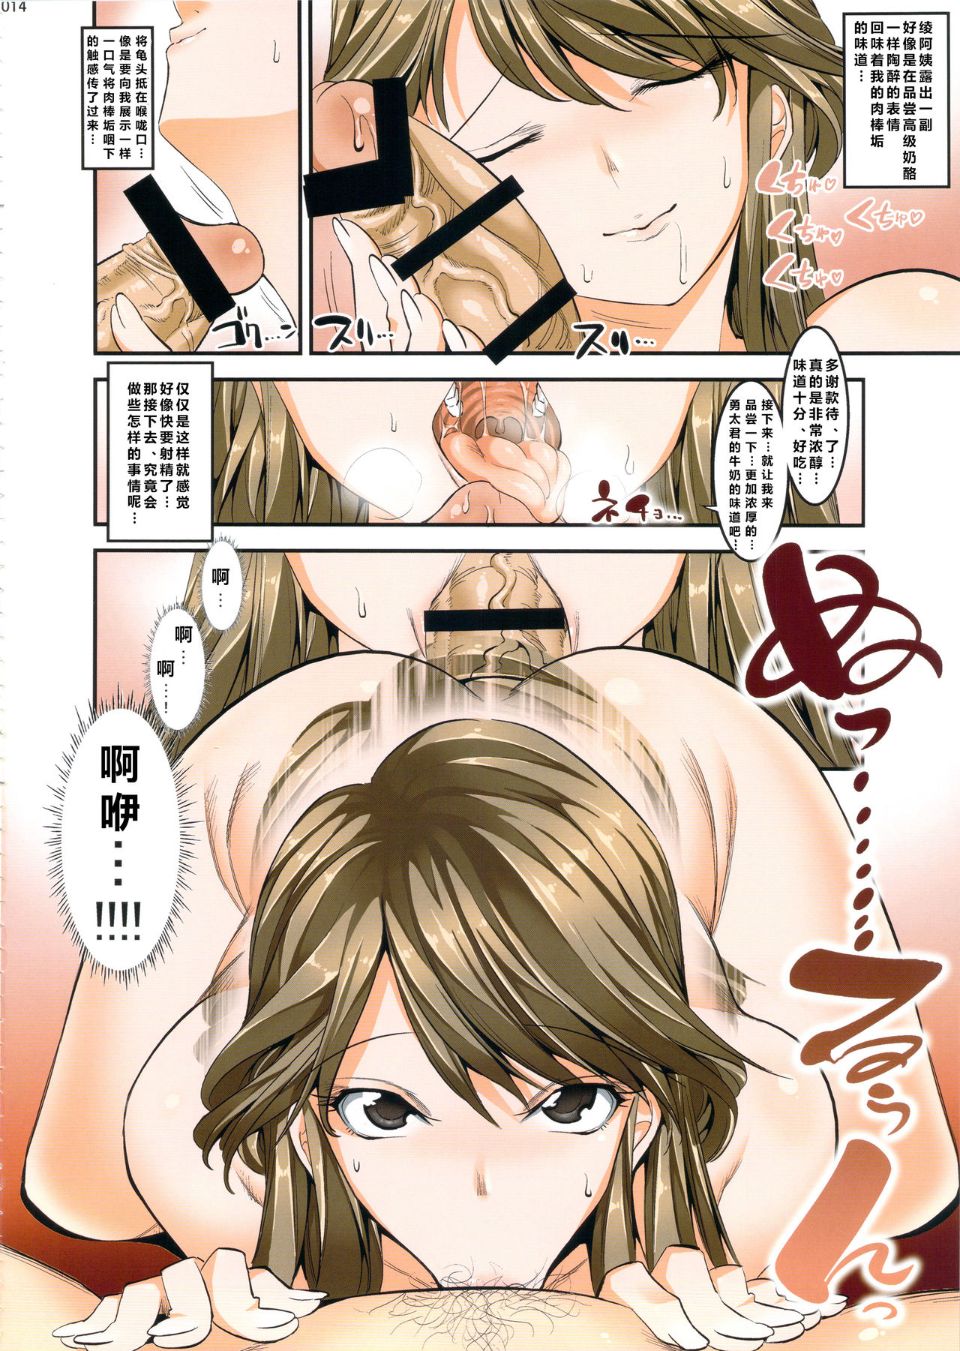 014
绫阿姨露出一副
好像是在品尝高级奶酪
一样陶醉的表情
回味着我的肉棒垢
的味道…
くちゅ♡
くちゅ♡
くちゅ♡
くちゅ♡
スリ…
スリ…
将龟头抵在喉咙口…
像是要向我展示一样
一口气将肉棒垢咽下
的触感传了过来…
ゴク…ン
多谢款待、了…
真的是非常浓醇
味道十分、好吃…
接下来…就让我来
品尝一下…更加浓厚的…
勇太君的牛奶的味道吧…
ネチョ…
仅仅是这样就感觉
好像快要射精了…
那接下去、究竟会
做些怎样的事情呢…
啊…
啊…
啊…!
啊咿…!!!!
ぬっ……………ふるぅんっ